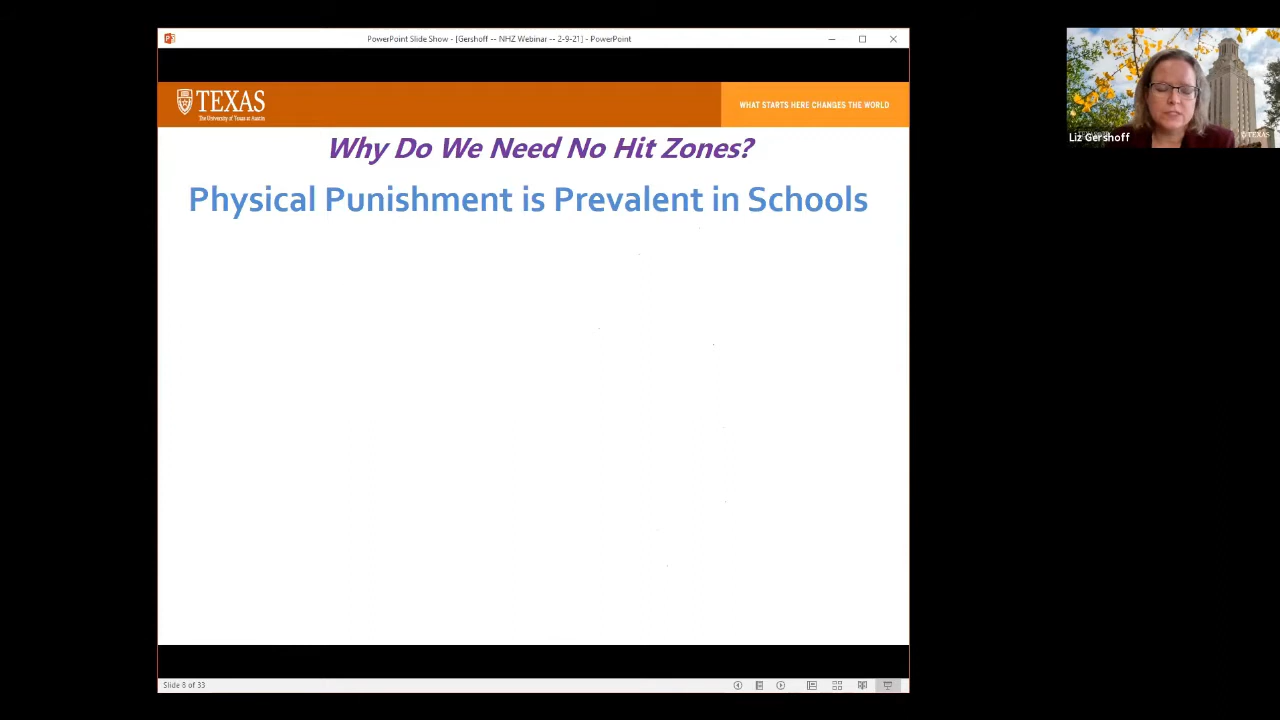 PowerPoint Slide Show - [Gershoff -- NHZ Webinar -- 2-9-21] - PowerPoint
TEXAS
The University of Texas at Austin
WHAT STARTS HERE CHANGES THE WORLD
Why Do We Need No Hit Zones?
Physical Punishment is Prevalent in Schools
Slide 8 of 33
Liz Gershoff
TEXAS